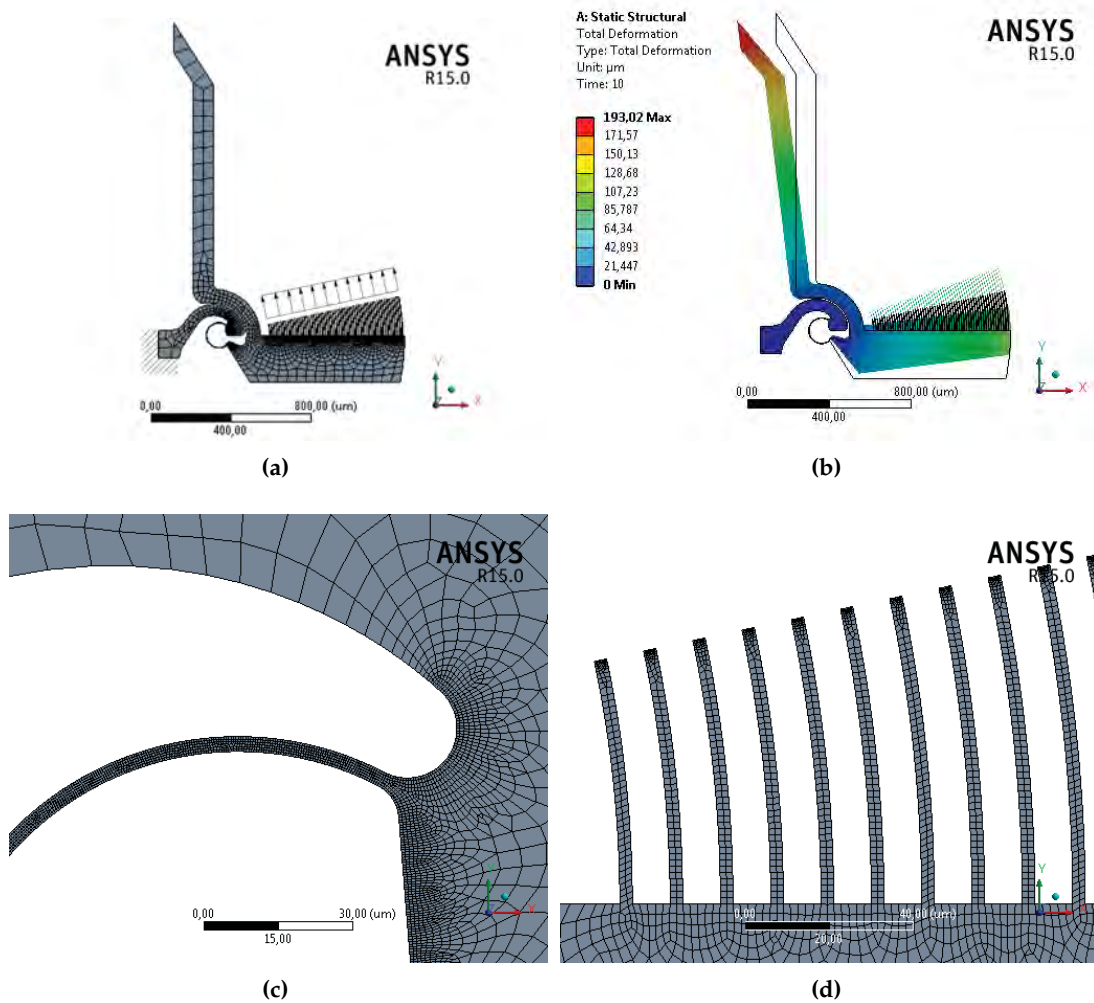 ANSYS
R15.0
0,00
800,00 (um)
400,00
Y
X
(a)
A: Static Structural
Total Deformation
Type: Total Deformation
Unit: µm
Time: 10
193,02 Max
171,57
150,13
128,68
107,23
85,787
64,34
42,893
21,447
0 Min
ANSYS
R15.0
0,00
800,00 (um)
400,00
Y
Z
X
(b)
ANSYS
R15.0
0,00
30,00 (um)
15,00
Y
X
(c)
ANSYS
R15.0
0,00
40,00 (um)
20,00
Y
(d)